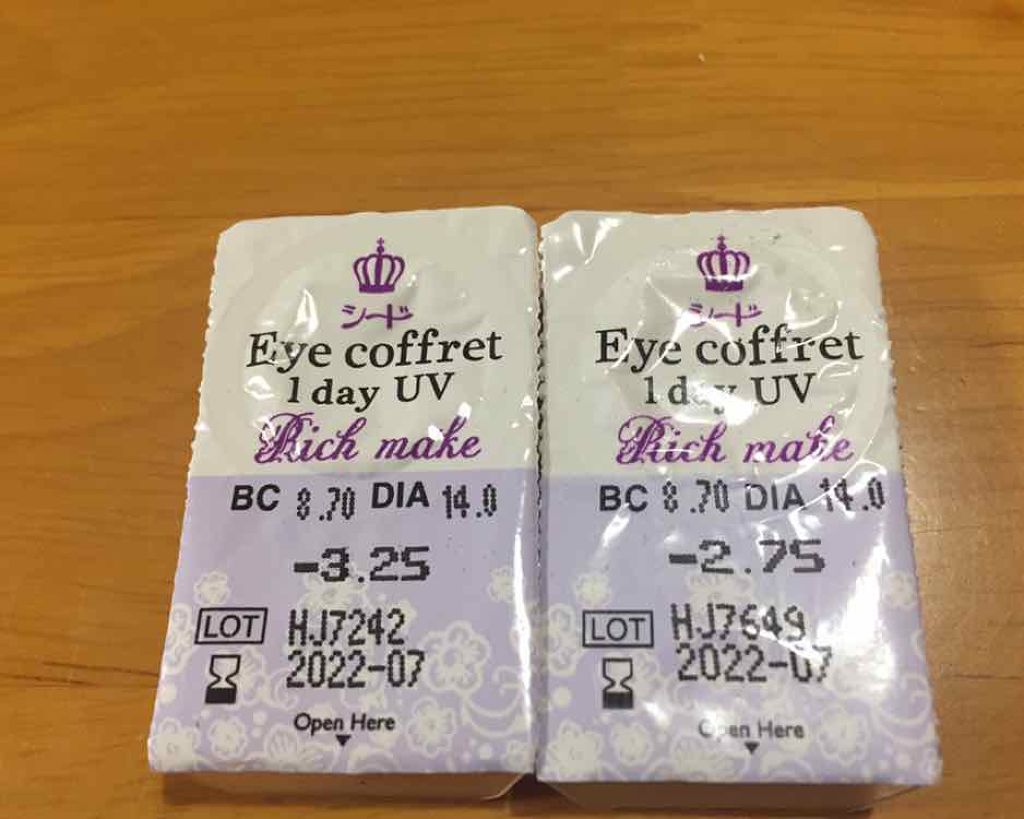 シード
Eye coffret
1 day UV
Rich make
BC 8.70 DIA 14.0
-3.25
LOT HJ7242
2022-07
Open Here
シード
Eye coffret
1 day UV
Rich make
BC 8.70 DIA 14.0
-2.75
LOT HJ7649
2022-07
Open Here